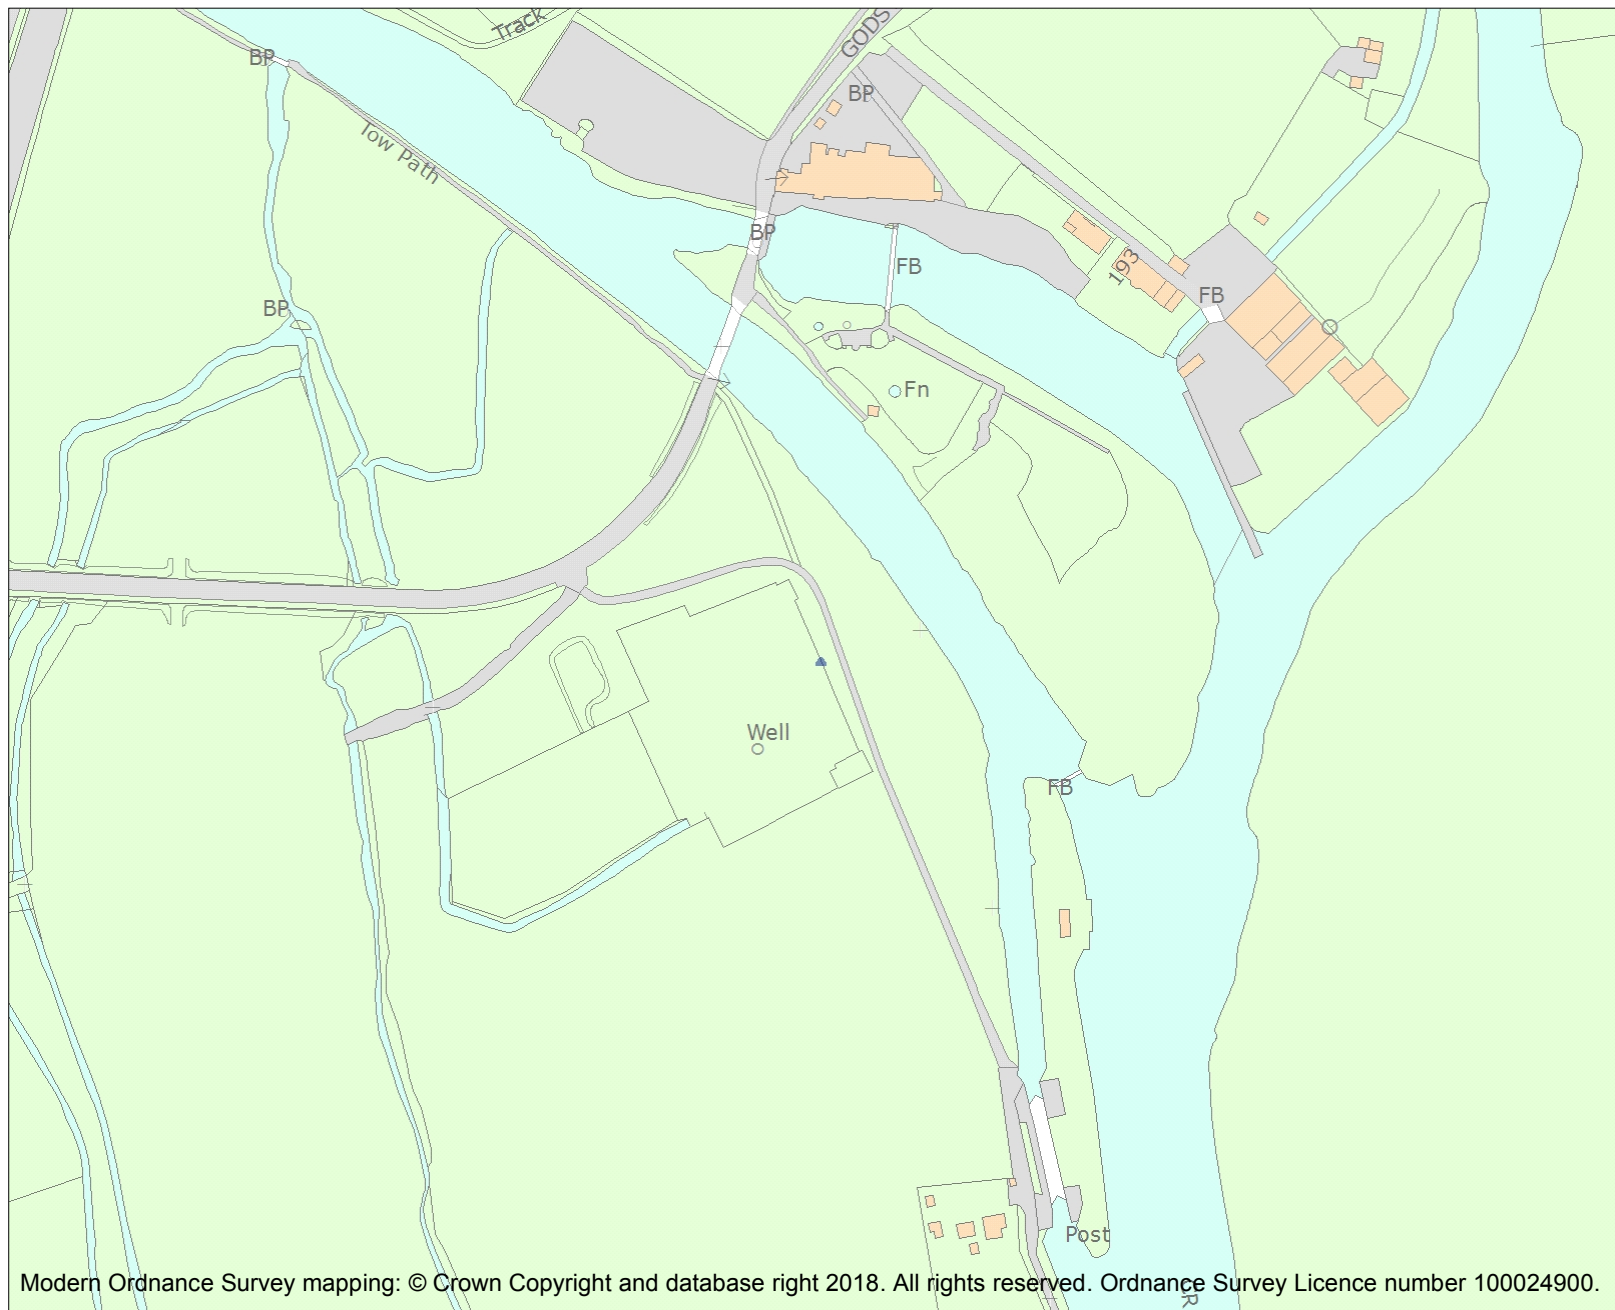 Track
GODS
BP
BP
Tow Path
BP
FB
193
FB
BP
Fn
Well
FB
Post
CR
Modern Ordnance Survey mapping: © Crown Copyright and database right 2018. All rights reserved. Ordnance Survey Licence number 100024900.